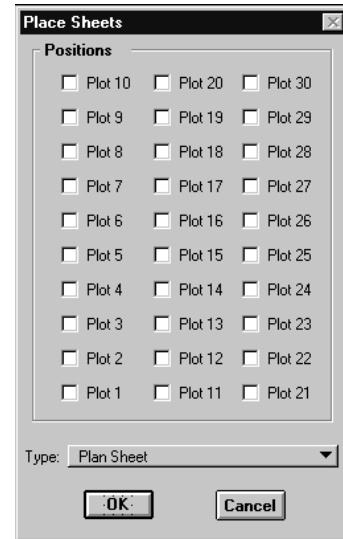 Place Sheets
Positions
Plot 10 Plot 20 Plot 30
Plot 9 Plot 19 Plot 29
Plot 8 Plot 18 Plot 28
Plot 7 Plot 17 Plot 27
Plot 6 Plot 16 Plot 26
Plot 5 Plot 15 Plot 25
Plot 4 Plot 14 Plot 24
Plot 3 Plot 13 Plot 23
Plot 2 Plot 12 Plot 22
Plot 1 Plot 11 Plot 21
Type: Plan Sheet
OK Cancel